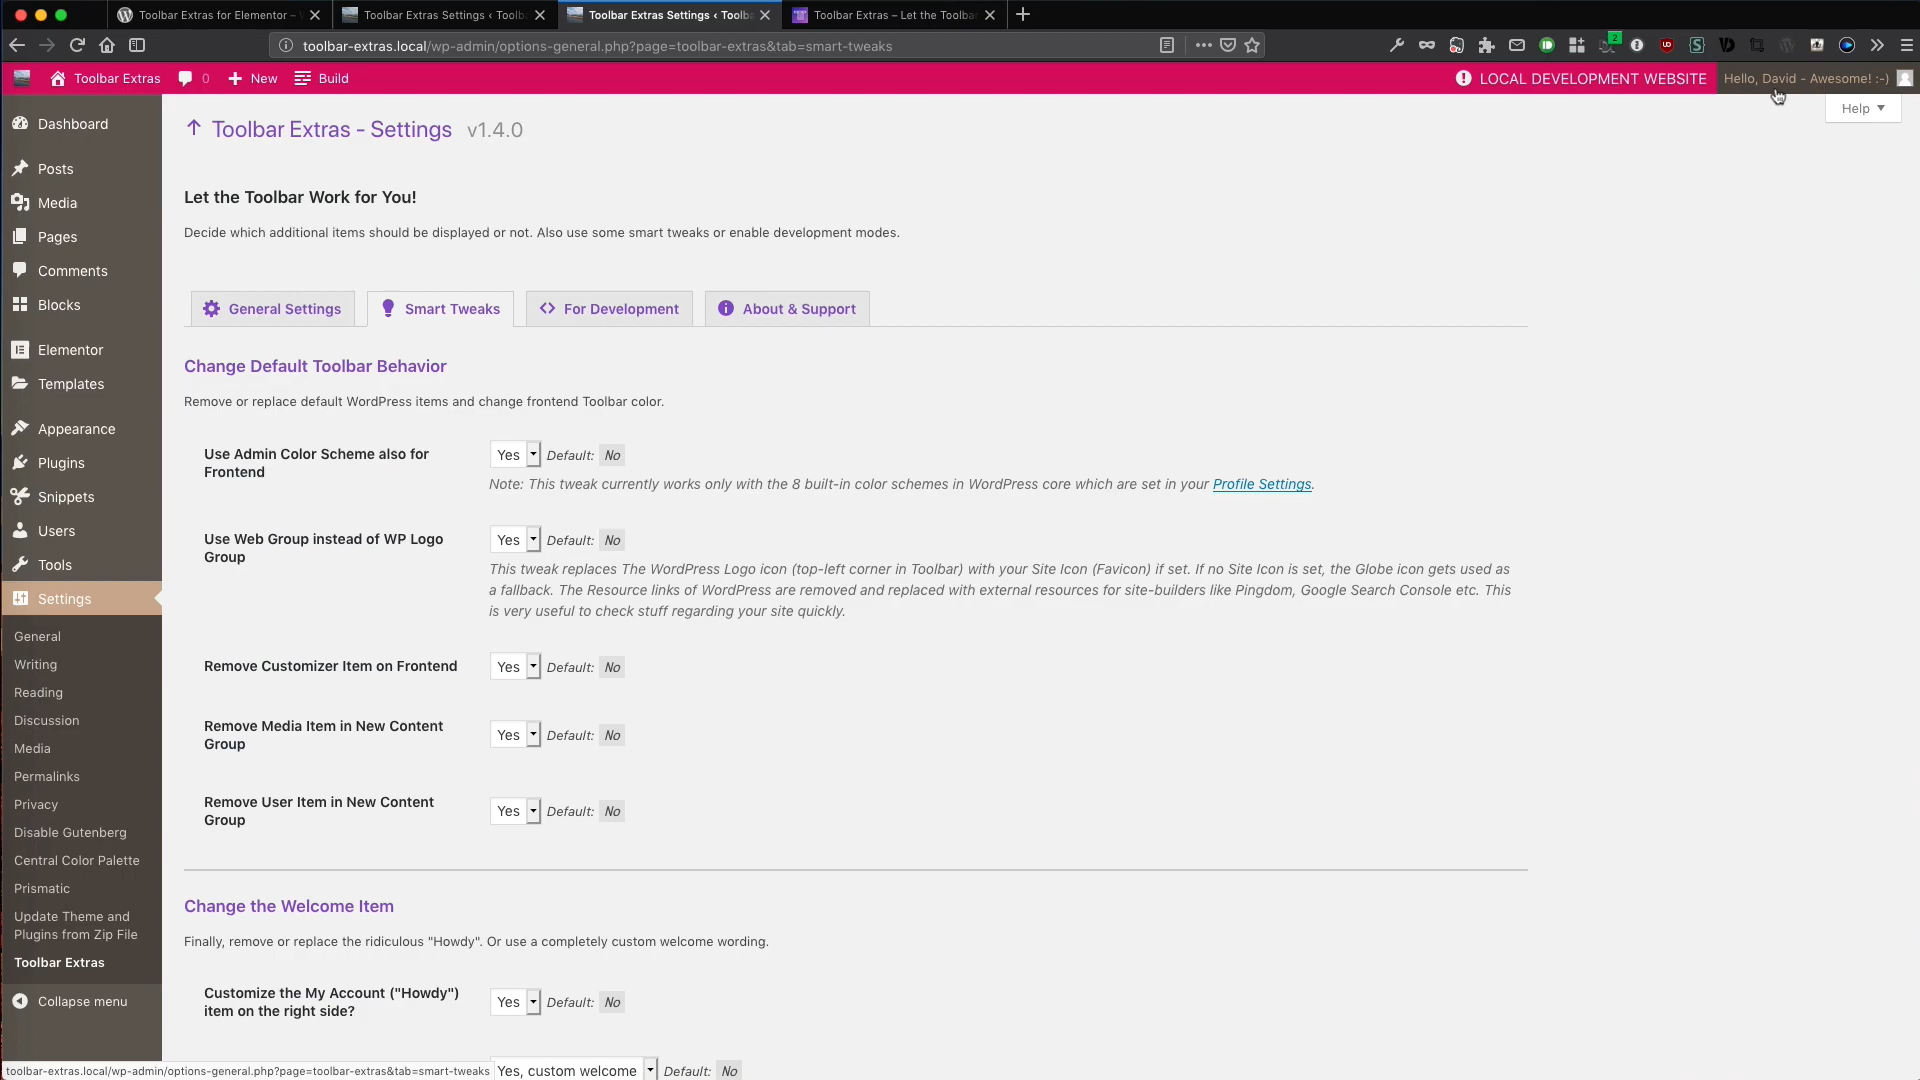 Toolbar Extras for Elementor –
Toolbar Extras Settings ‹ Toolb
Toolbar Extras Settings ‹ Toolb
Toolbar Extras – Let the Toolba
toolbar-extras.local/wp-admin/options-general.php?page=toolbar-extras&tab=smart-tweaks
2
Toolbar Extras
0
New
Build
LOCAL DEVELOPMENT WEBSITE
Hello, David - Awesome! :-)
Help
Dashboard
Posts
Media
Pages
Comments
Blocks
Elementor
Templates
Appearance
Plugins
Snippets
Users
Tools
Settings
General
Writing
Reading
Discussion
Media
Permalinks
Privacy
Disable Gutenberg
Central Color Palette
Prismatic
Update Theme and
Plugins from Zip File
Toolbar Extras
Collapse menu
Toolbar Extras - Settings v1.4.0
Let the Toolbar Work for You!
Decide which additional items should be displayed or not. Also use some smart tweaks or enable development modes.
General Settings
Smart Tweaks
For Development
About & Support
Change Default Toolbar Behavior
Remove or replace default WordPress items and change frontend Toolbar color.
Use Admin Color Scheme also for
Frontend
Yes Default: No
Note: This tweak currently works only with the 8 built-in color schemes in WordPress core which are set in your Profile Settings.
Use Web Group instead of WP Logo
Group
Yes Default: No
This tweak replaces The WordPress Logo icon (top-left corner in Toolbar) with your Site Icon (Favicon) if set. If no Site Icon is set, the Globe icon gets used as
a fallback. The Resource links of WordPress are removed and replaced with external resources for site-builders like Pingdom, Google Search Console etc. This
is very useful to check stuff regarding your site quickly.
Remove Customizer Item on Frontend
Yes Default: No
Remove Media Item in New Content
Group
Yes Default: No
Remove User Item in New Content
Group
Yes Default: No
Change the Welcome Item
Finally, remove or replace the ridiculous "Howdy". Or use a completely custom welcome wording.
Customize the My Account ("Howdy")
item on the right side?
Yes Default: No
Yes, custom welcome Default: No
toolbar-extras.local/wp-admin/options-general.php?page=toolbar-extras&tab=smart-tweaks